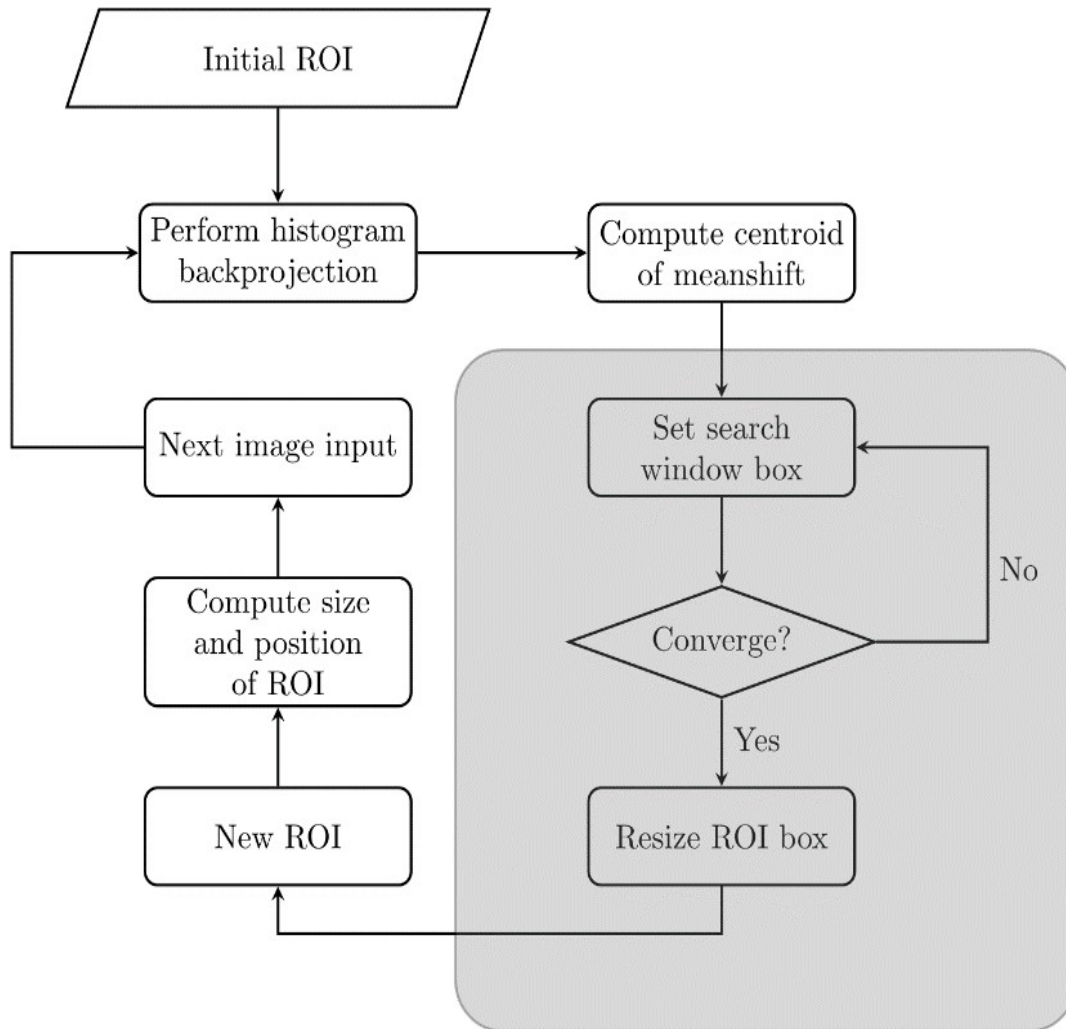 Initial ROI
Perform histogram
backprojection
Compute centroid
of meanshift
Set search
window box
Converge?
No
Yes
Resize ROI box
New ROI
Compute size
and position
of ROI
Next image input